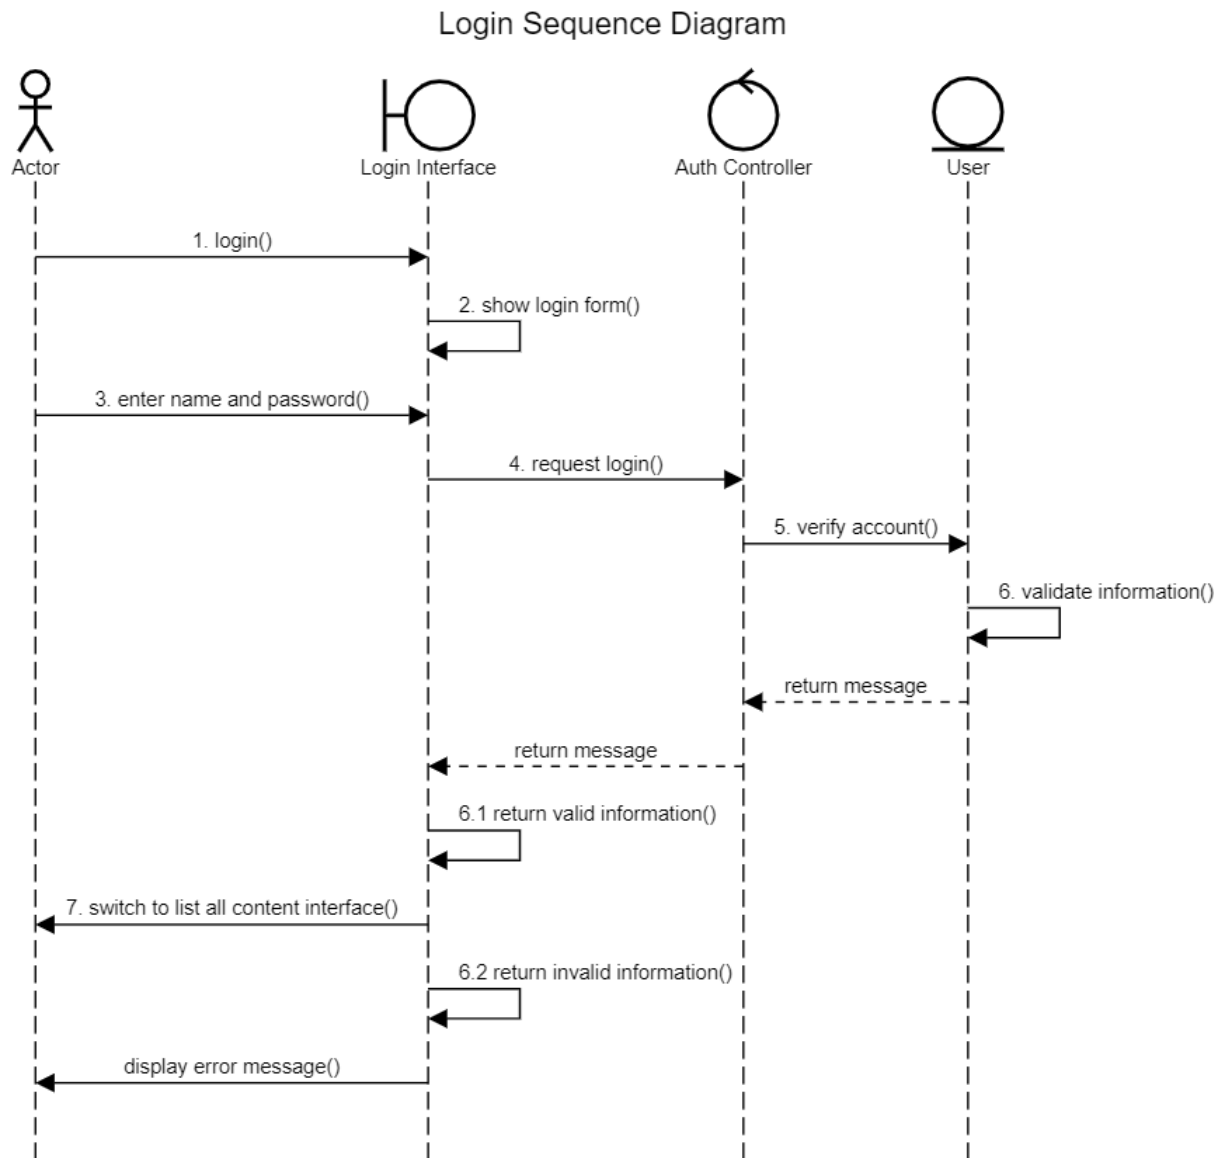 Login Sequence Diagram
Actor
Login Interface
Auth Controller
User
1. login()
2. show login form()
3. enter name and password()
4. request login()
5. verify account()
6. validate information()
return message
return message
6.1 return valid information()
7. switch to list all content interface()
6.2 return invalid information()
display error message()